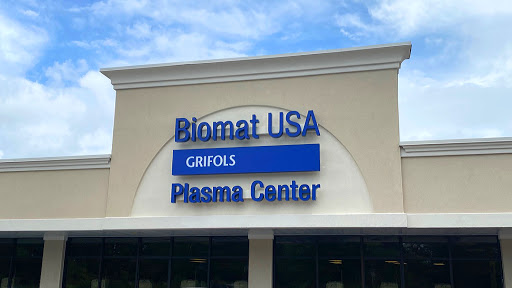 Biomat USA
GRIFOLS
Plasma Center